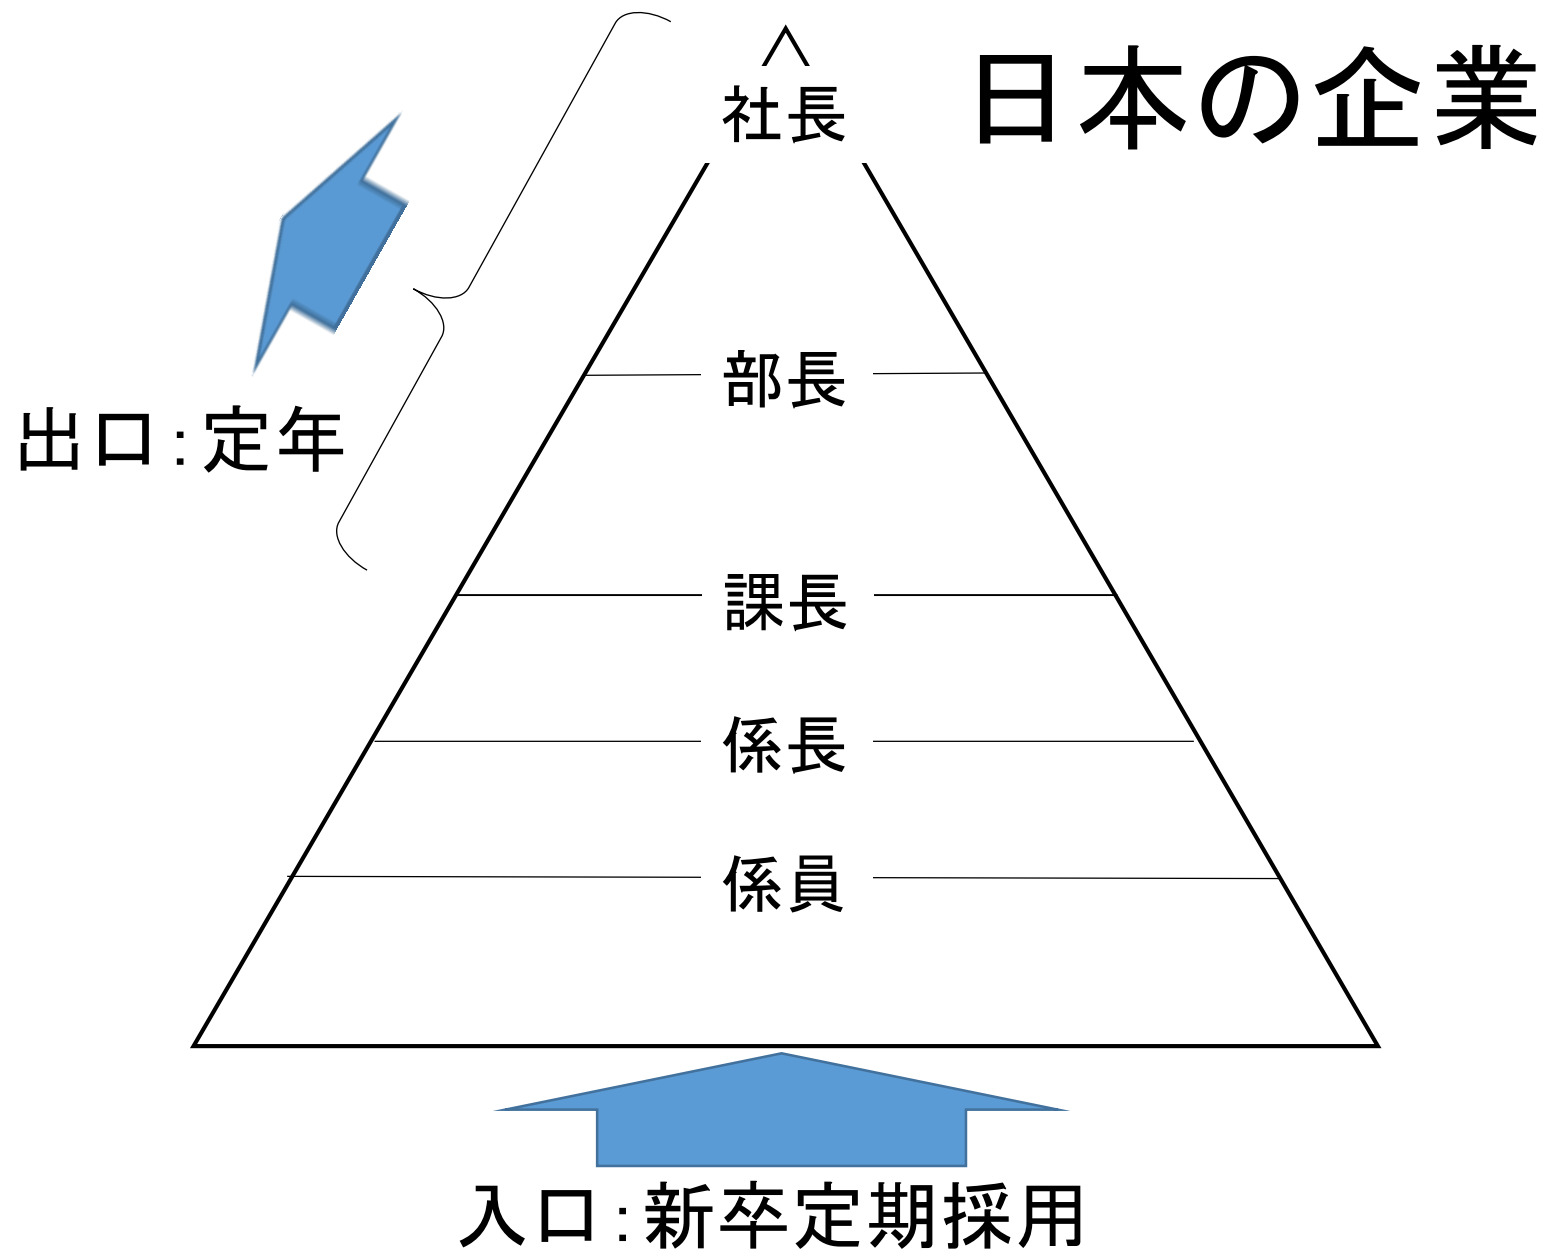 日本の企業
社長
部長
出口：定年
課長
係長
係員
入口：新卒定期採用